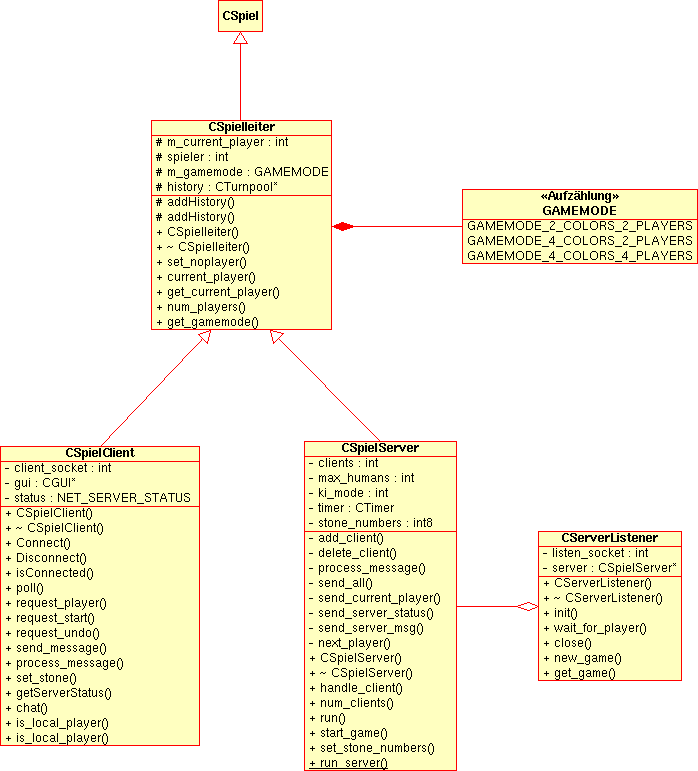 CSpiel
CSpielleiter
# m_current_player : int
# spieler : int
# m_gamemode : GAMEMODE
# history : CTurnpool*
# addHistory()
# addHistory()
+ CSpielleiter()
+ ~ CSpielleiter()
+ set_noplayer()
+ current_player()
+ get_current_player()
+ num_players()
+ get_gamemode()
«Aufzählung»
GAMEMODE
GAMEMODE_2_COLORS_2_PLAYERS
GAMEMODE_4_COLORS_2_PLAYERS
GAMEMODE_4_COLORS_4_PLAYERS
CSpielClient
- client_socket : int
- gui : CGUI*
- status : NET_SERVER_STATUS
+ CSpielClient()
+ ~ CSpielClient()
+ Connect()
+ Disconnect()
+ isConnected()
+ poll()
+ request_player()
+ request_start()
+ request_undo()
+ send_message()
+ process_message()
+ set_stone()
+ getServerStatus()
+ chat()
+ is_local_player()
+ is_local_player()
CSpielServer
- clients : int
- max_humans : int
- ki_mode : int
- timer : CTimer
- stone_numbers : int8
- add_client()
- delete_client()
- process_message()
- send_all()
- send_current_player()
- send_server_status()
- send_server_msg()
- next_player()
+ CSpielServer()
+ ~ CSpielServer()
+ handle_client()
+ num_clients()
+ run()
+ start_game()
+ set_stone_numbers()
+ run_server()
CServerListener
- listen_socket : int
- server : CSpielServer*
+ CServerListener()
+ ~ CServerListener()
+ init()
+ wait_for_player()
+ close()
+ new_game()
+ get_game()